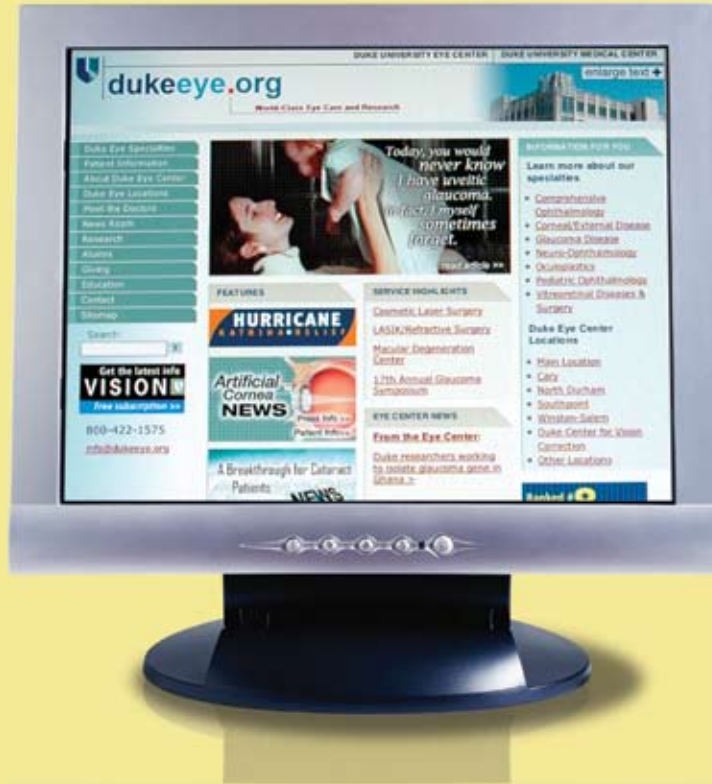 DUKE UNIVERSITY EYE CENTER | DUKE UNIVERSITY MEDICAL CENTER
enlarge text +
dukeeye.org
World-Class Eye Care and Research
Duke Eye Specialties
Patient Information
About Duke Eye Center
Duke Eye Locations
Meet the Doctors
News Room
Research
Alumni
Giving
Education
Contact
Sitemap
Search:
Get the latest info
VISION
Free subscription >>
800-422-1575
info@dukeeye.org
Today, you would
never know
I have uveitic
glaucoma.
In fact, I myself
sometimes
forget.
read article >>
FEATURES
HURRICANE
KATRINA RELIEF
Artificial
Cornea
NEWS
Press Info >>
Patient Info >>
A Breakthrough for Cataract
Patients
NEWS
SERVICE HIGHLIGHTS
Cosmetic Laser Surgery
LASIK/Refractive Surgery
Macular Degeneration
Center
17th Annual Glaucoma
Symposium
EYE CENTER NEWS
From the Eye Center:
Duke researchers working
to isolate glaucoma gene in
Ghana >
INFORMATION FOR YOU
Learn more about our
specialties
Comprehensive
Ophthalmology
Corneal/External Disease
Glaucoma Disease
Neuro-Ophthalmology
Oculoplastics
Pediatric Ophthalmology
Vitreoretinal Diseases &
Surgery
Duke Eye Center
Locations
Main Location
Cary
North Durham
Southpoint
Winston-Salem
Duke Center for Vision
Correction
Other Locations
Ranked #8